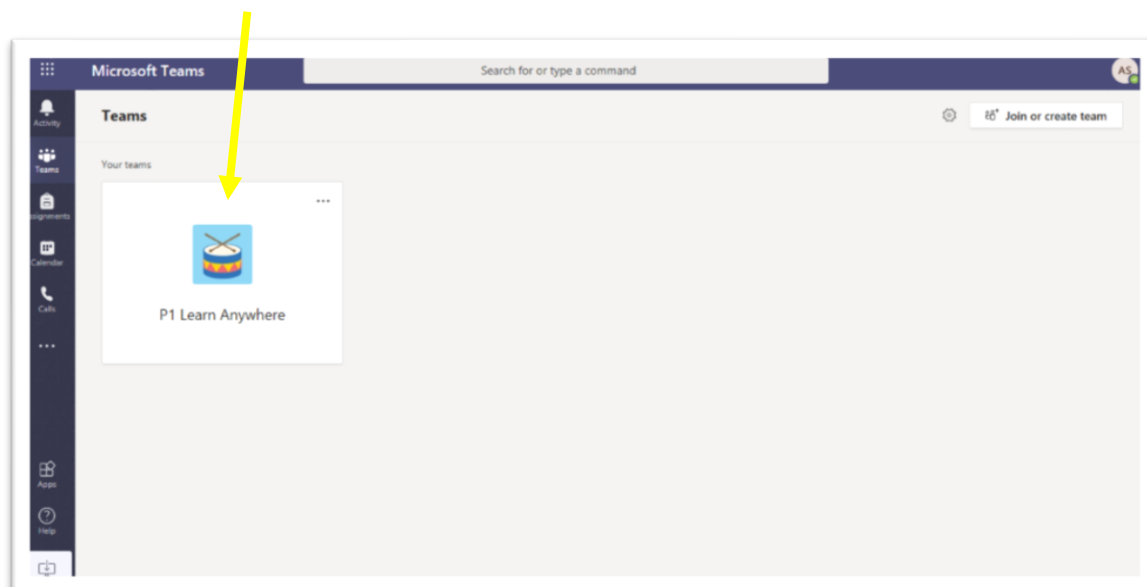 Microsoft Teams
Search for or type a command
AS
Activity
Teams
Join or create team
Teams
Your teams
ssignments
Calendar
P1 Learn Anywhere
Calls
Apps
Help